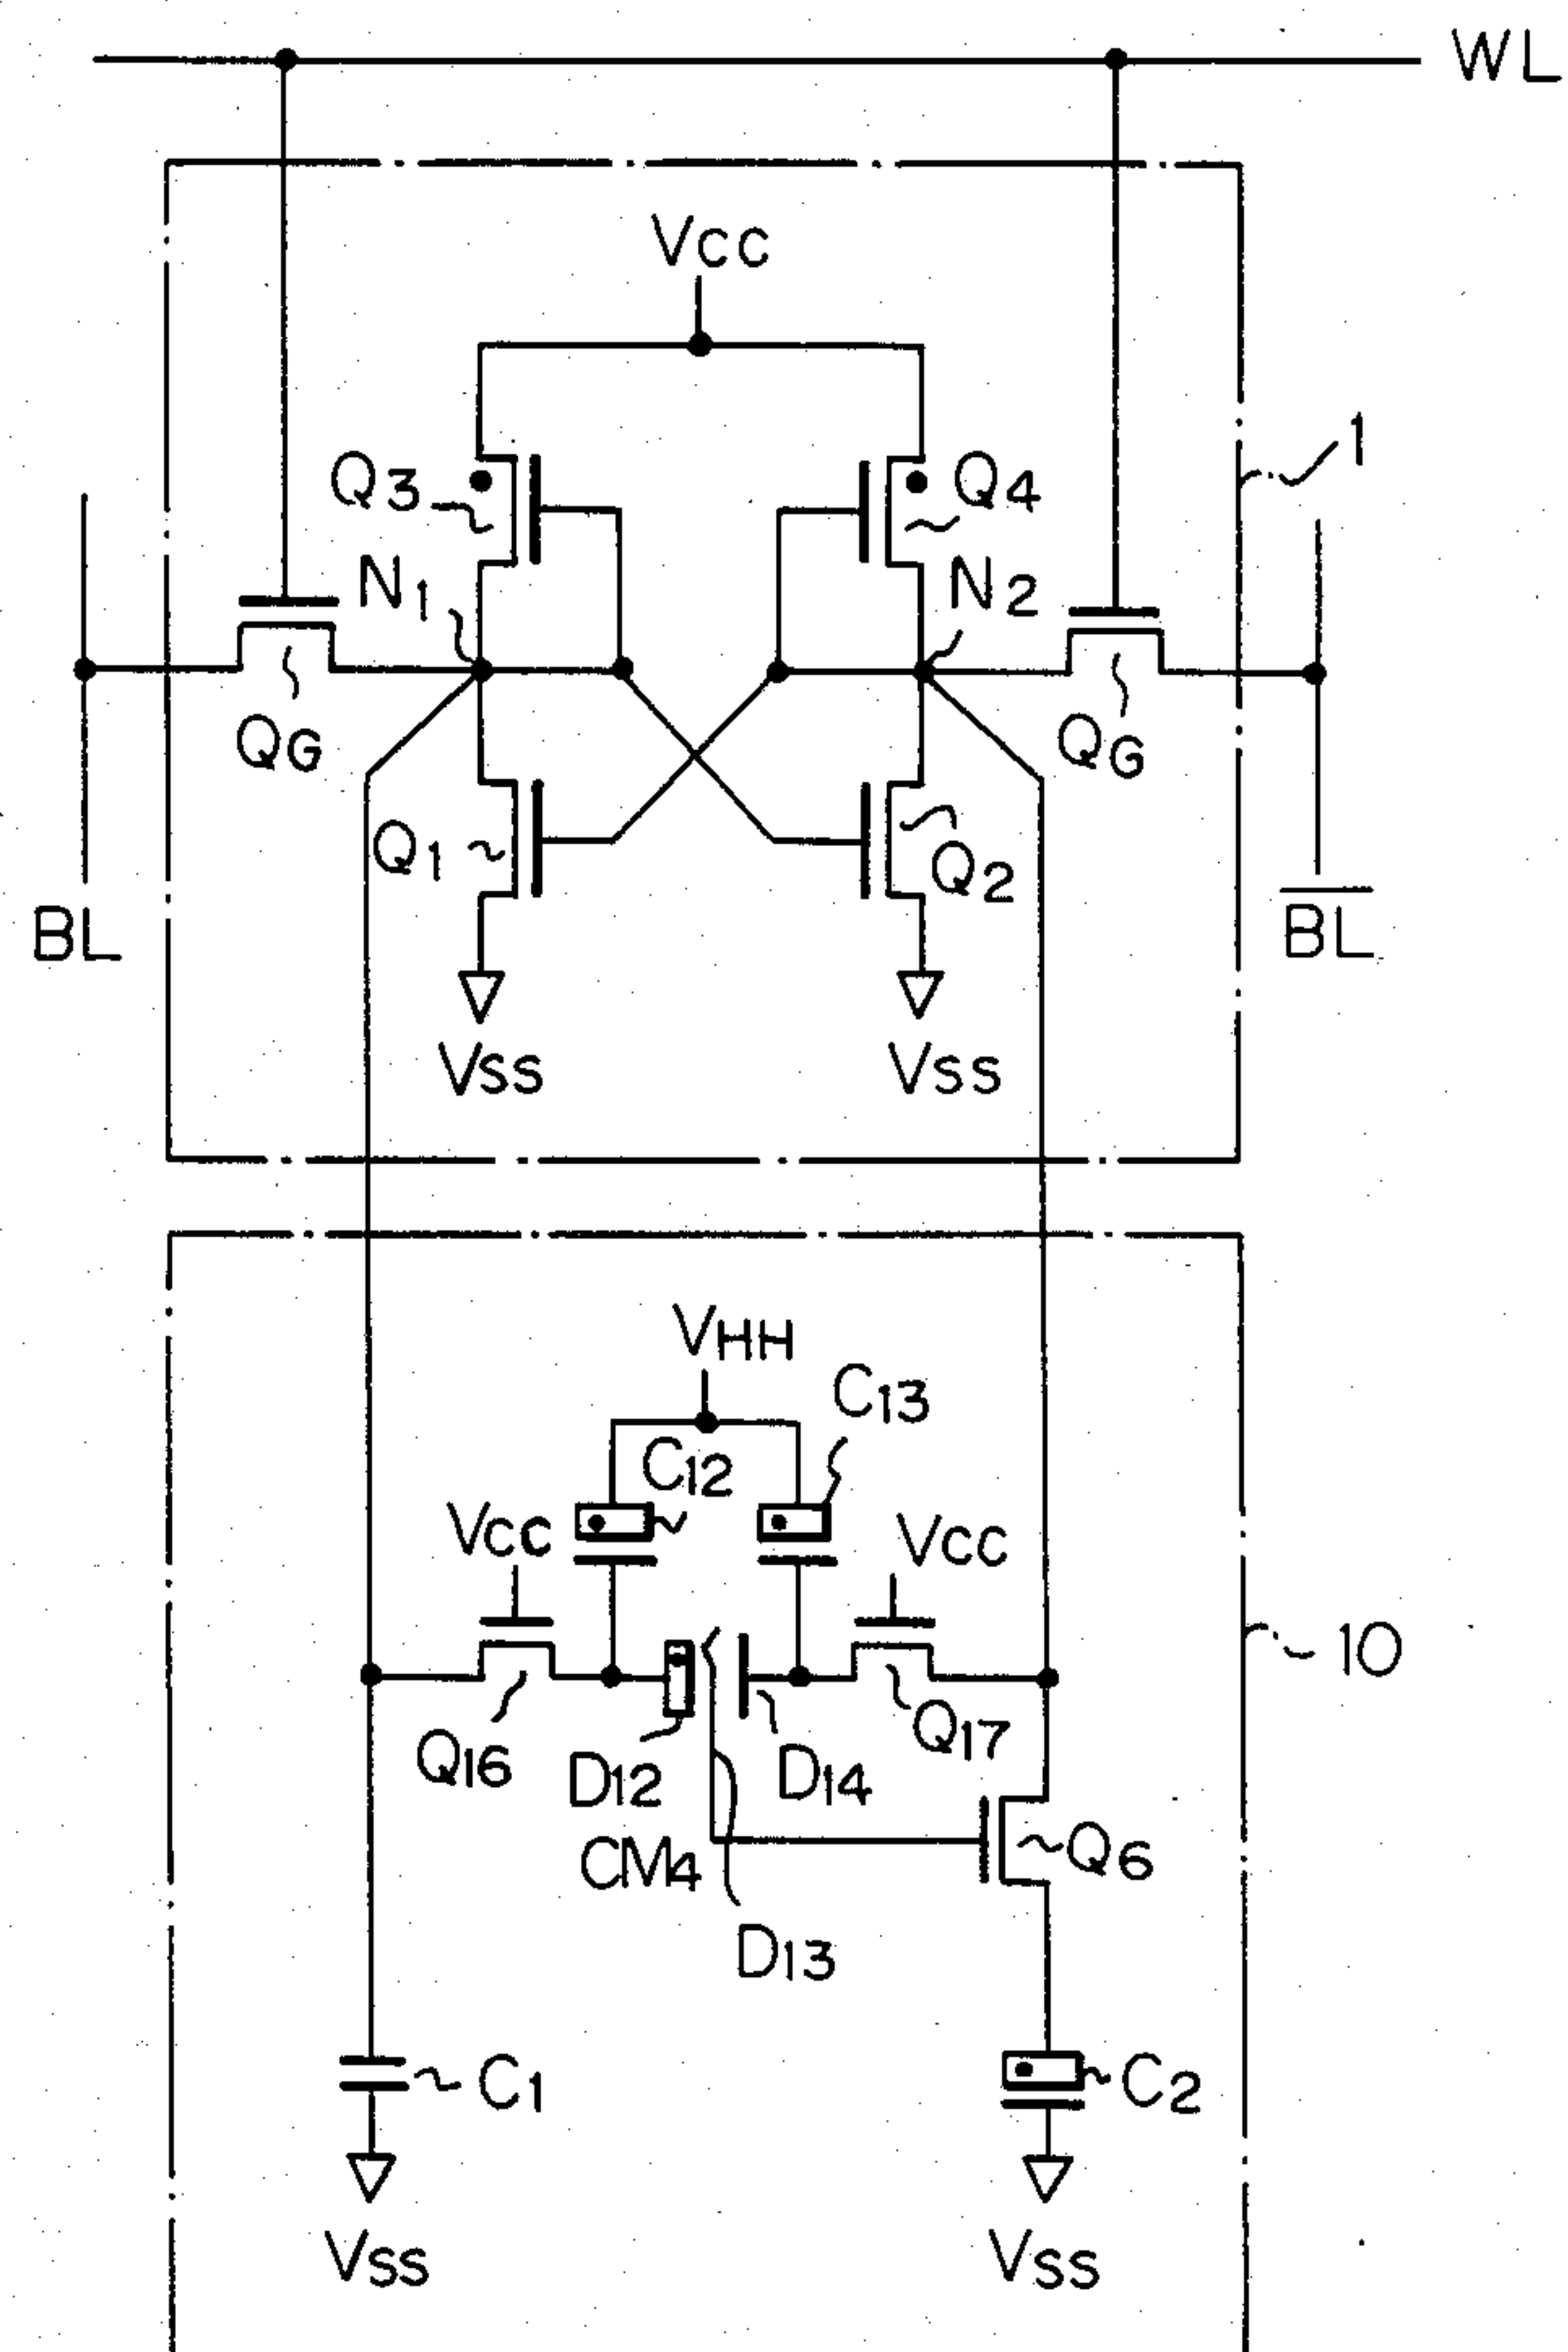 WL
VCC
1
Q3
Q4
N1
N2
QG
QG
Q1
Q2
BL
BL
VSS
VSS
VHH
C13
C12
VCC
VCC
10
Q16
D12
D14
Q17
CM4
Q6
D13
C1
C2
VSS
VSS